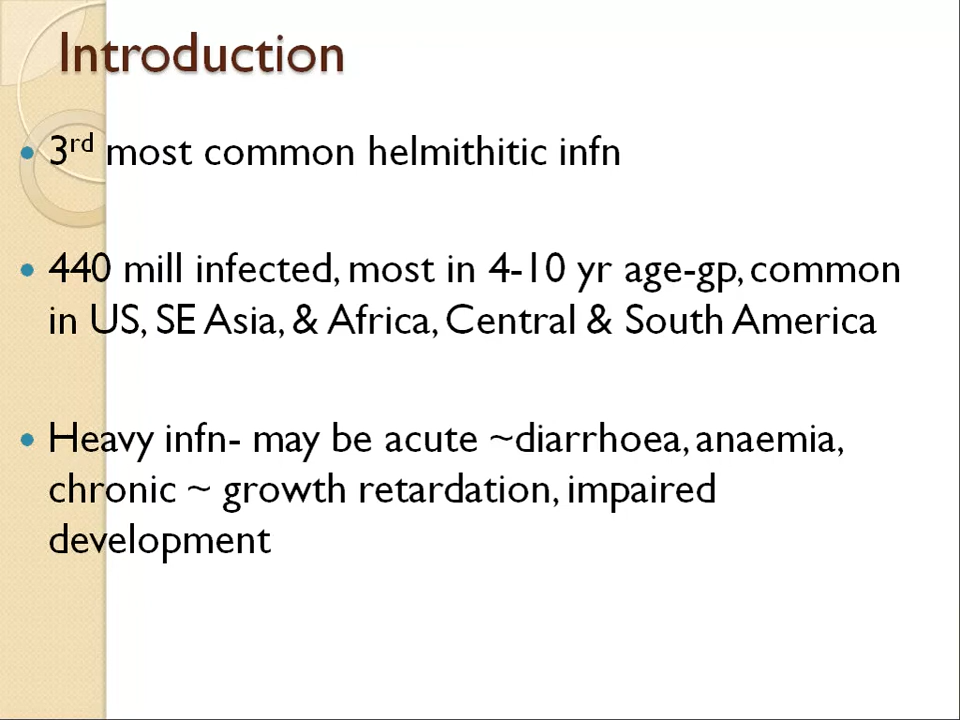 Introduction
3rd most common helmithitic infn
440 mill infected, most in 4-10 yr age-gp, common
in US, SE Asia, & Africa, Central & South America
Heavy infn- may be acute ~diarrhoea, anaemia,
chronic ~ growth retardation, impaired
development